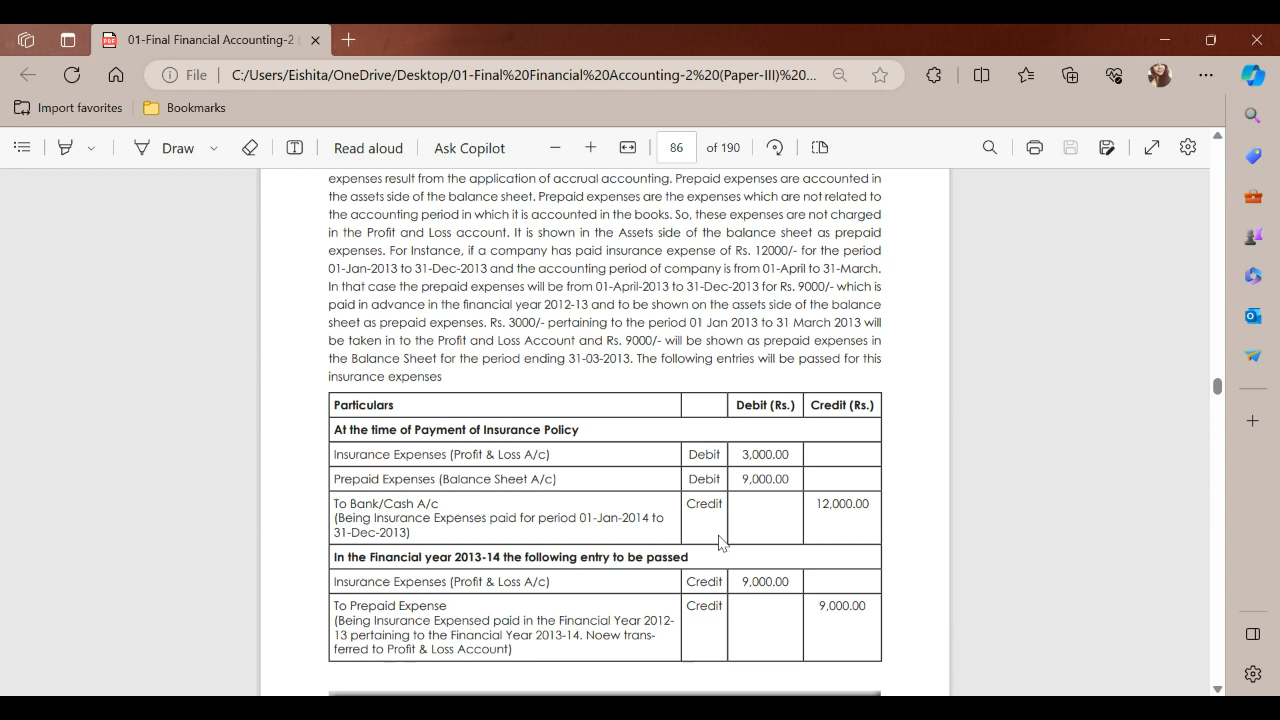 01-Final Financial Accounting-2 (
File
C:/Users/Eishita/OneDrive/Desktop/01-Final%20Financial%20Accounting-2%20(Paper-III)%20...
Import favorites
Bookmarks
Draw
Read aloud
Ask Copilot
86
of 190
expenses result from the application of accrual accounting. Prepaid expenses are accounted in
the assets side of the balance sheet. Prepaid expenses are the expenses which are not related to
the accounting period in which it is accounted in the books. So, these expenses are not charged
in the Profit and Loss account. It is shown in the Assets side of the balance sheet as prepaid
expenses. For Instance, if a company has paid insurance expense of Rs. 12000/- for the period
01-Jan-2013 to 31-Dec-2013 and the accounting period of company is from 01-April to 31-March.
In that case the prepaid expenses will be from 01-April-2013 to 31-Dec-2013 for Rs. 9000/- which is
paid in advance in the financial year 2012-13 and to be shown on the assets side of the balance
sheet as prepaid expenses. Rs. 3000/- pertaining to the period 01 Jan 2013 to 31 March 2013 will
be taken in to the Profit and Loss Account and Rs. 9000/- will be shown as prepaid expenses in
the Balance Sheet for the period ending 31-03-2013. The following entries will be passed for this
insurance expenses
Particulars Debit (Rs.) Credit (Rs.)
At the time of Payment of Insurance Policy
Insurance Expenses (Profit & Loss A/c) Debit 3,000.00
Prepaid Expenses (Balance Sheet A/c) Debit 9,000.00
To Bank/Cash A/c Credit 12,000.00
(Being Insurance Expenses paid for period 01-Jan-2014 to
31-Dec-2013)
In the Financial year 2013-14 the following entry to be passed
Insurance Expenses (Profit & Loss A/c) Credit 9,000.00
To Prepaid Expense Credit 9,000.00
(Being Insurance Expensed paid in the Financial Year 2012-
13 pertaining to the Financial Year 2013-14. Noew trans-
ferred to Profit & Loss Account)